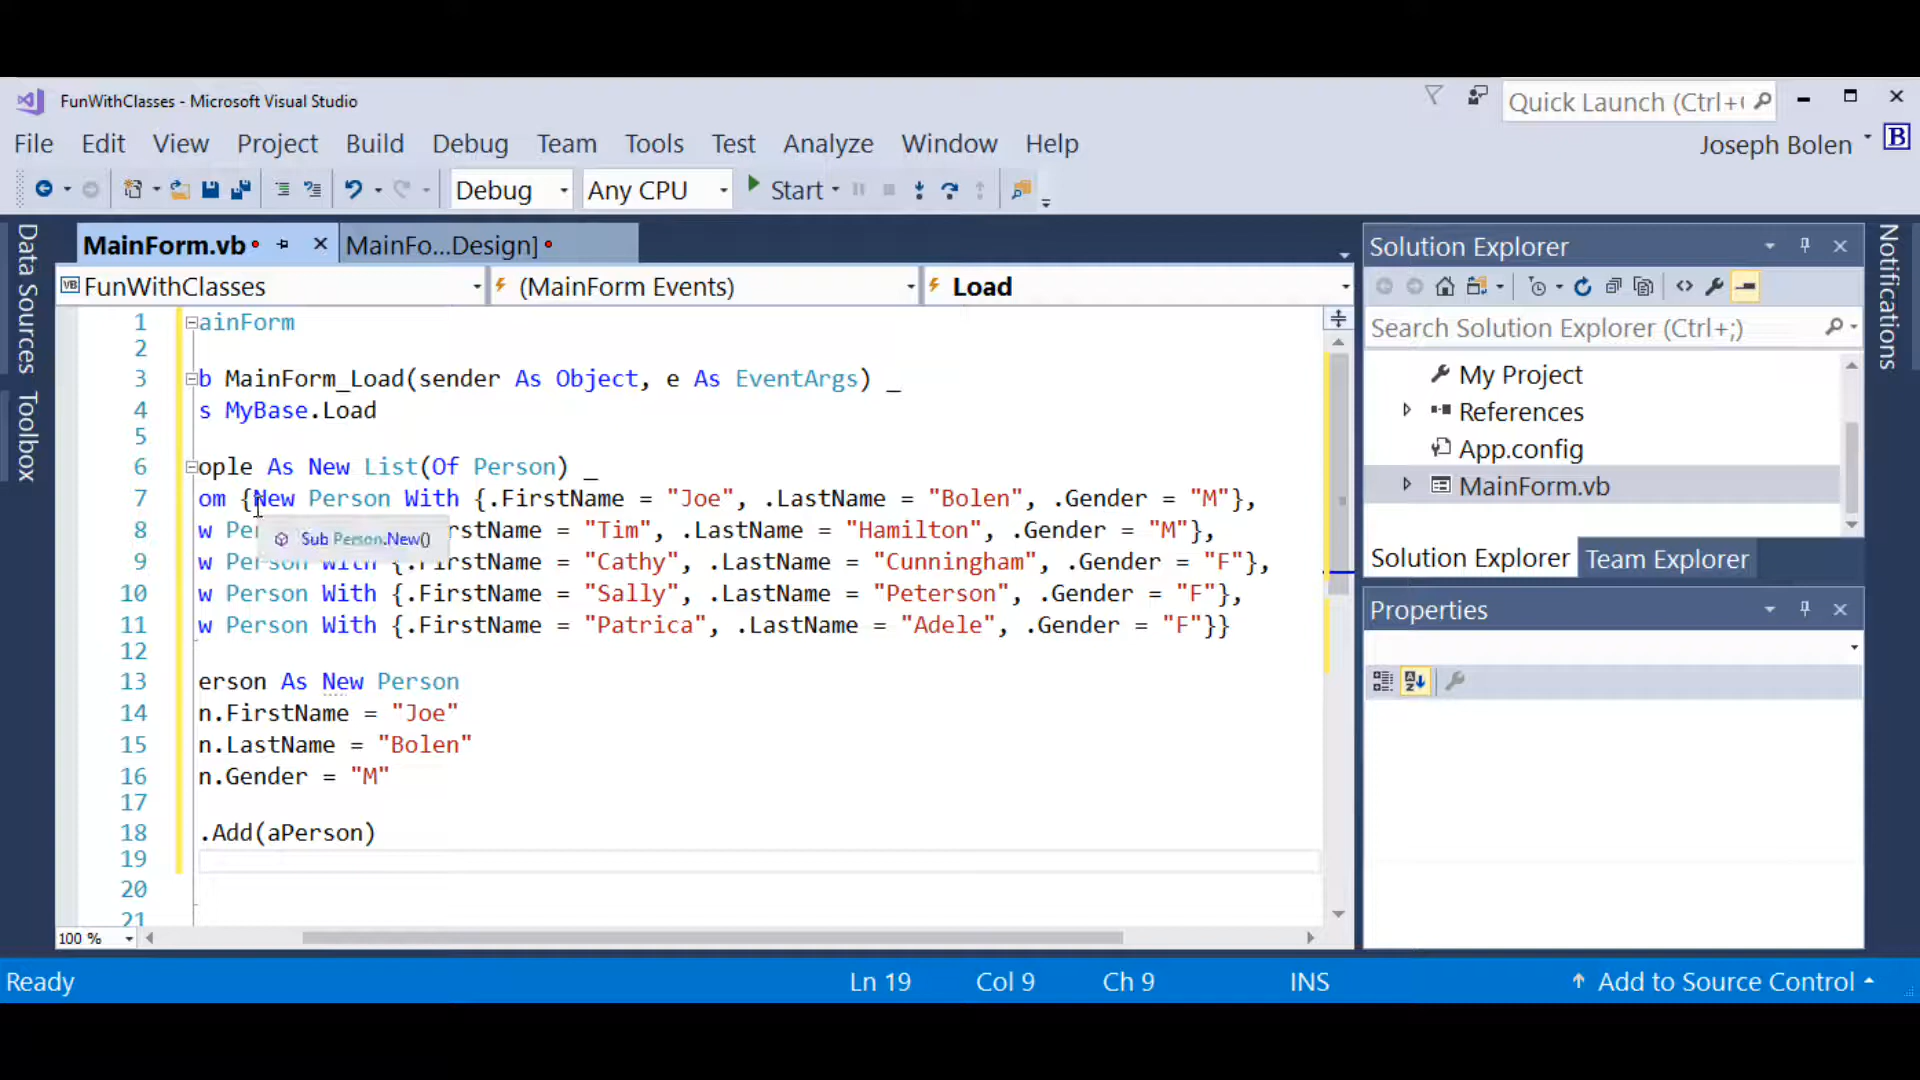 FunWithClasses - Microsoft Visual Studio
Quick Launch (Ctrl+
File Edit View Project Build Debug Team Tools Test Analyze Window Help
Joseph Bolen
B
Debug Any CPU Start
Data Sources
Toolbox
MainForm.vb MainFo...Design]
FunWithClasses (MainForm Events) Load
1 ainForm
2
3 b MainForm_Load(sender As Object, e As EventArgs) _
4 s MyBase.Load
5
6 ople As New List(Of Person) _
7 om {New Person With {.FirstName = "Joe", .LastName = "Bolen", .Gender = "M"},
8 w Pe irstName = "Tim", .LastName = "Hamilton", .Gender = "M"},
Sub Person.New()
9 w Person With {.FirstName = "Cathy", .LastName = "Cunningham", .Gender = "F"},
10 w Person With {.FirstName = "Sally", .LastName = "Peterson", .Gender = "F"},
11 w Person With {.FirstName = "Patrica", .LastName = "Adele", .Gender = "F"}}
12
13 erson As New Person
14 n.FirstName = "Joe"
15 n.LastName = "Bolen"
16 n.Gender = "M"
17
18 .Add(aPerson)
19
20
21
100 %
Solution Explorer
Search Solution Explorer (Ctrl+;)
My Project
References
App.config
MainForm.vb
Solution Explorer Team Explorer
Properties
Notifications
Ready Ln 19 Col 9 Ch 9 INS Add to Source Control